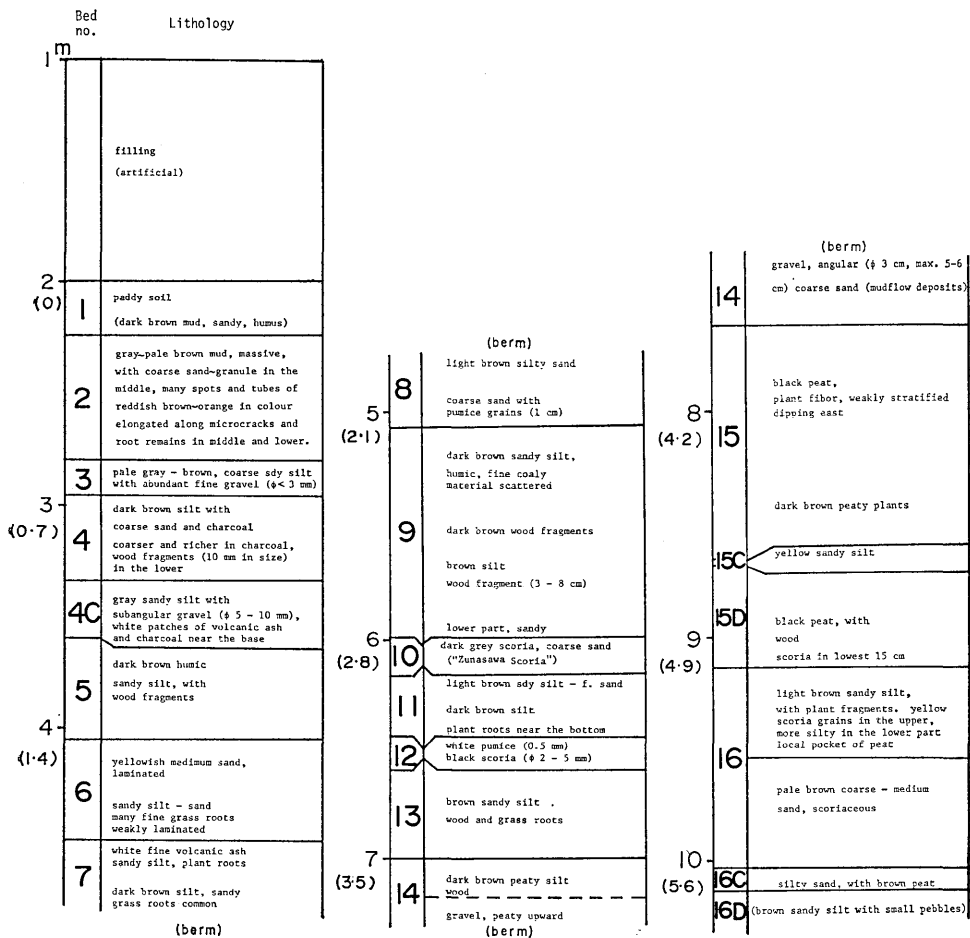 Bed
no.
Lithology
1 m
filling
(artificial)
2
(0)
1
paddy soil
(dark brown mud, sandy, humus)
2
gray~pale brown mud, massive,
with coarse sand~granule in the
middle, many spots and tubes of
reddish brown~orange in colour
elongated along microcracks and
root remains in middle and lower.
3
pale gray - brown, coarse sdy silt
with abundant fine gravel (ϕ< 3 mm)
3
(0·7)
4
dark brown silt with
coarse sand and charcoal
coarser and richer in charcoal,
wood fragments (10 mm in size)
in the lower
4C
gray sandy silt with
subangular gravel (ϕ 5 - 10 mm),
white patches of volcanic ash
and charcoal near the base
5
dark brown humic
sandy silt, with
wood fragments
4
(1·4)
6
yellowish medimum sand,
laminated
sandy silt - sand
many fine grass roots
weakly laminated
7
white fine volcanic ash
sandy silt, plant roots
dark brown silt, sandy
grass roots common
(berm)
(berm)
8
light brown silty sand
coarse sand with
pumice grains (1 cm)
5
(2·1)
9
dark brown sandy silt,
humic, fine coaly
material scattered
dark brown wood fragments
brown silt
wood fragment (3 - 8 cm)
lower part, sandy
6
(2·8)
10
dark grey scoria, coarse sand
("Zunasawa Scoria")
11
light brown sdy silt - f. sand
dark brown silt
plant roots near the bottom
12
white pumice (0.5 mm)
black scoria (ϕ 2 - 5 mm)
13
brown sandy silt .
wood and grass roots
7
(3·5)
14
dark brown peaty silt
wood
gravel, peaty upward
(berm)
(berm)
14
gravel, angular (ϕ 3 cm, max. 5-6
cm) coarse sand (mudflow deposits)
8
(4·2)
15
black peat,
plant fibor, weakly stratified
dipping east
dark brown peaty plants
15C
yellow sandy silt
15D
black peat, with
wood
scoria in lowest 15 cm
9
(4·9)
16
light brown sandy silt,
with plant fragments. yellow
scoria grains in the upper,
more silty in the lower part
local pocket of peat
pale brown coarse - medium
sand, scoriaceous
10
(5·6)
16C
silty sand, with brown peat
16D
(brown sandy silt with small pebbles)